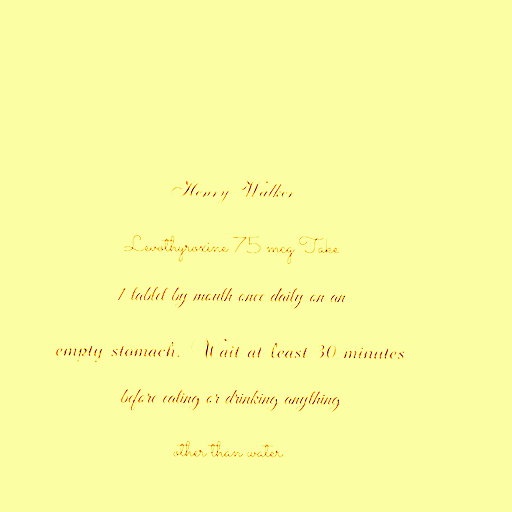 Henry Walker
Levothyroxine 75 mcg Take
1 tablet by mouth once daily on an
empty stomach. Wait at least 30 minutes
before eating or drinking anything
other than water